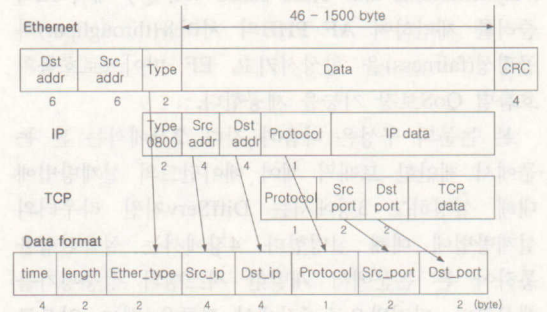 46 - 1500 byte
Ethernet
Dst addr Src addr Type Data CRC
6 6 2 4
IP Type 0800 Src addr Dst addr Protocol IP data
2 4 4
TCP Protocol Src port Dst port TCP data
1 2 2
Data format
time length Ether_type Src_ip Dst_ip Protocol Src_port Dst_port
4 2 2 4 4 1 2 2 (byte)